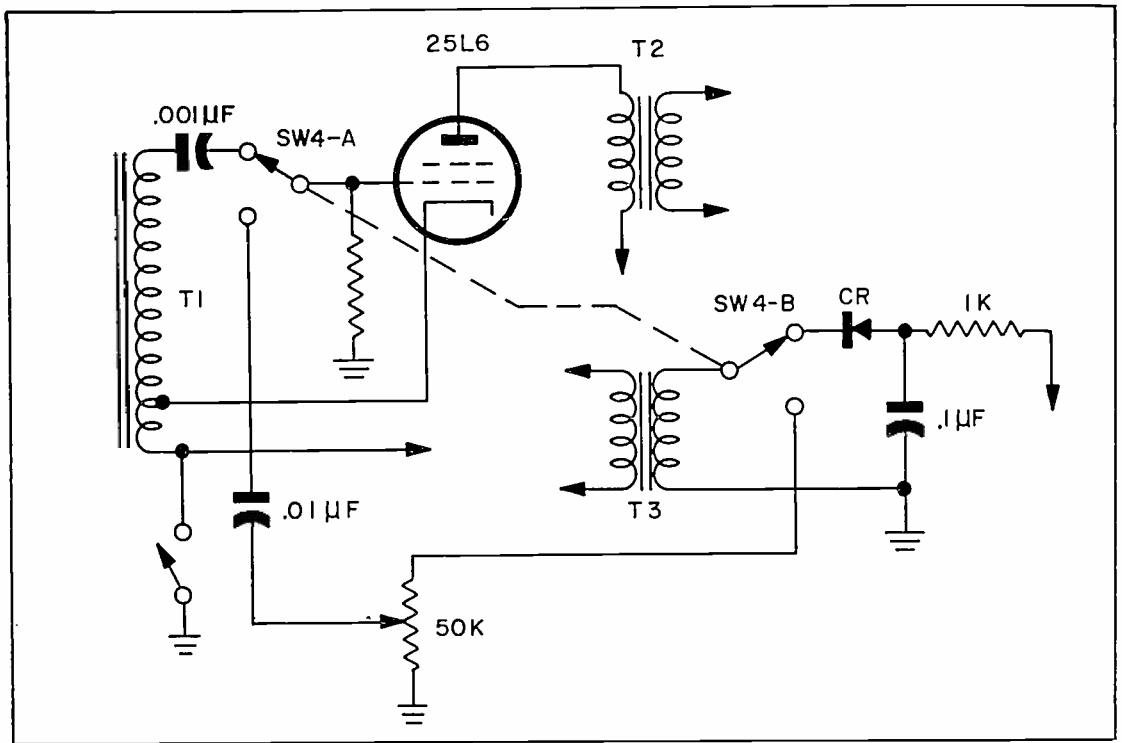 25L6
T2
.001µF
SW4-A
T1
SW4-B
CR
1K
.1µF
T3
.01µF
50K